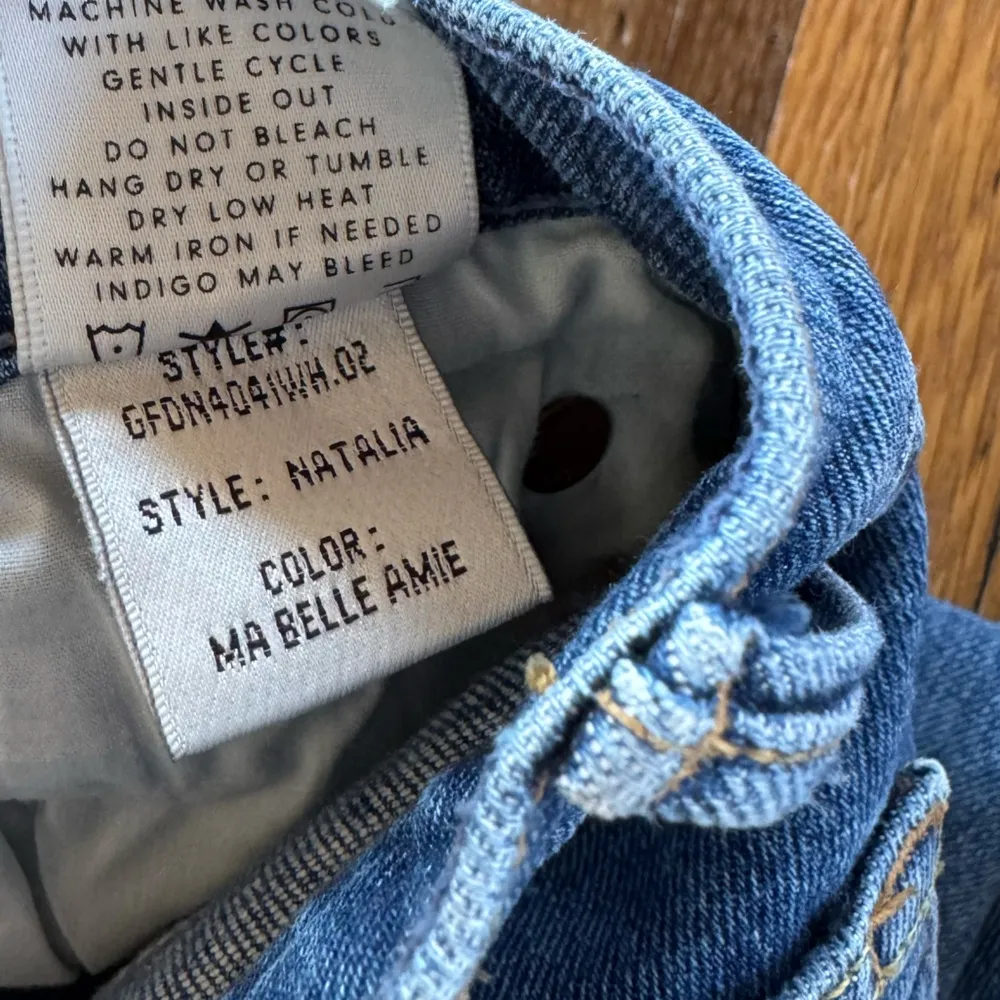 MACHINE WASH COLD
WITH LIKE COLORS
GENTLE CYCLE
INSIDE OUT
DO NOT BLEACH
HANG DRY OR TUMBLE
DRY LOW HEAT
WARM IRON IF NEEDED
INDIGO MAY BLEED
STYLE#:
GFDN4041WH.02
STYLE: NATALIA
COLOR:
MA BELLE AMIE